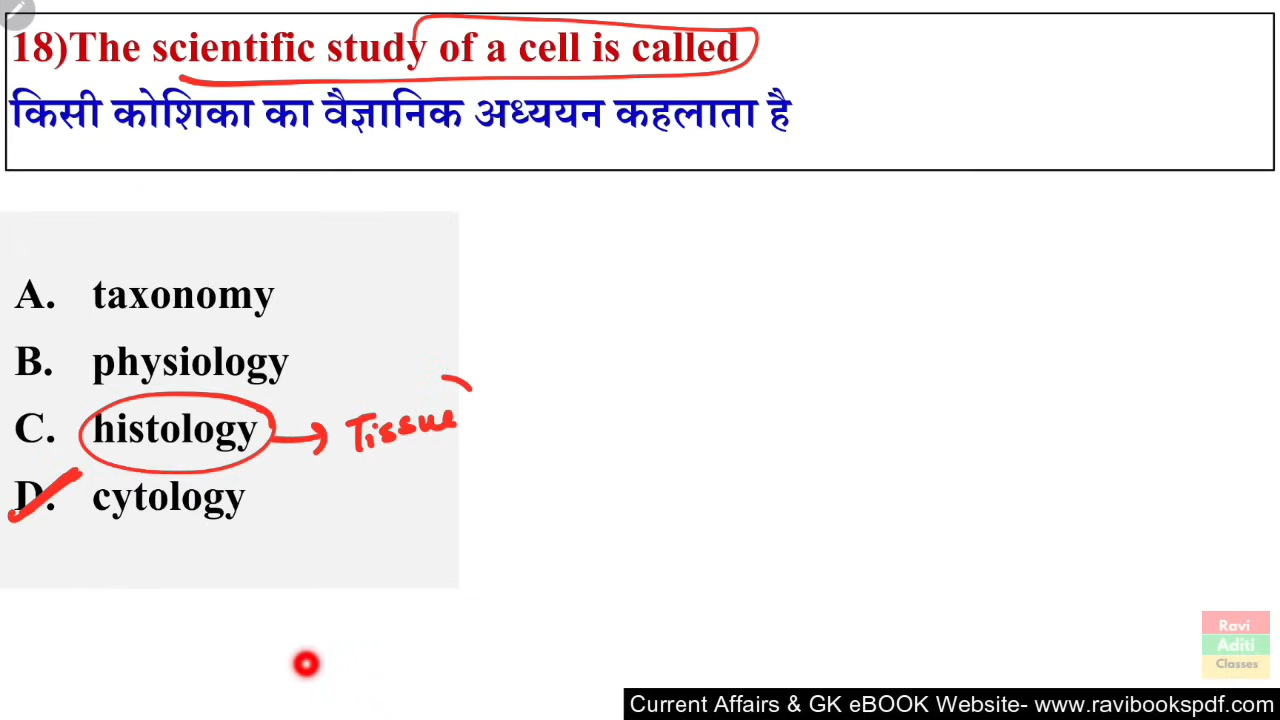 18)The scientific study of a cell is called
किसी कोशिका का वैज्ञानिक अध्ययन कहलाता है
A. taxonomy
B. physiology
C. histology → Tissue
D. cytology
Ravi
Aditi
Classes
Current Affairs & GK eBOOK Website- www.ravibookspdf.com